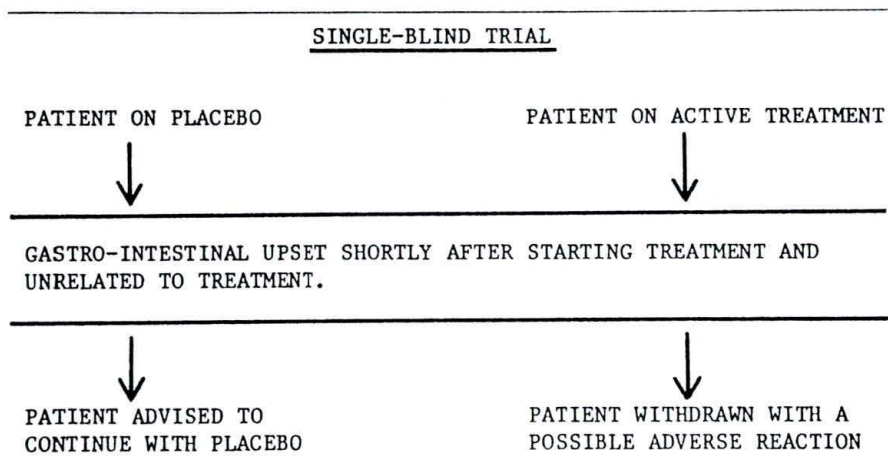 SINGLE-BLIND TRIAL
PATIENT ON PLACEBO
PATIENT ON ACTIVE TREATMENT
GASTRO-INTESTINAL UPSET SHORTLY AFTER STARTING TREATMENT AND
UNRELATED TO TREATMENT.
PATIENT ADVISED TO
CONTINUE WITH PLACEBO
PATIENT WITHDRAWN WITH A
POSSIBLE ADVERSE REACTION